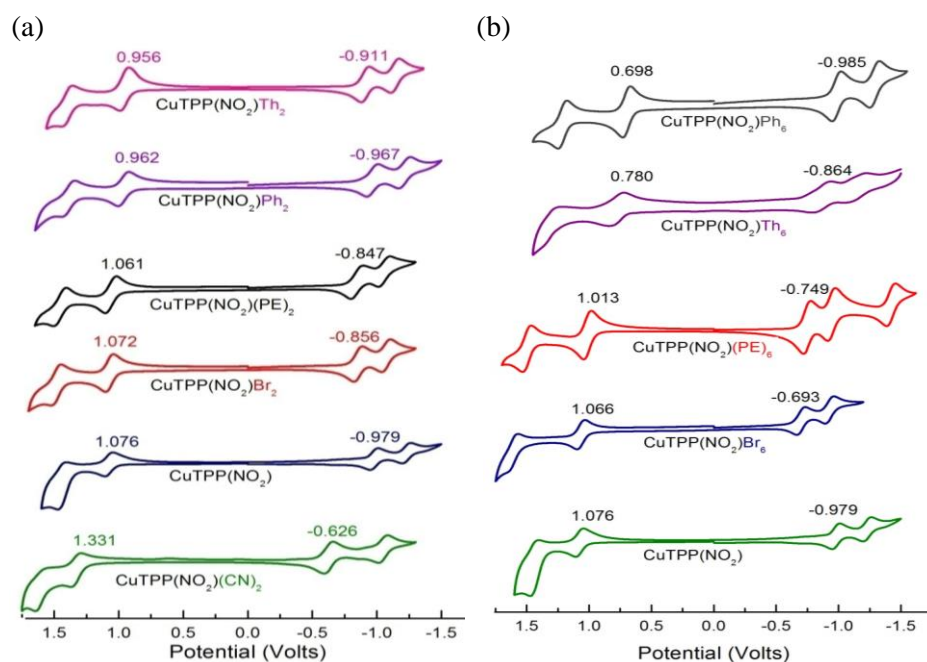 (a)
0.956 -0.911
CuTPP(NO₂)Th₂
0.962 -0.967
CuTPP(NO₂)Ph₂
1.061 -0.847
CuTPP(NO₂)(PE)₂
1.072 -0.856
CuTPP(NO₂)Br₂
1.076 -0.979
CuTPP(NO₂)
1.331 -0.626
CuTPP(NO₂)(CN)₂
1.5 1.0 0.5 0.0 -0.5 -1.0 -1.5
Potential (Volts)
(b)
0.698 -0.985
CuTPP(NO₂)Ph₆
0.780 -0.864
CuTPP(NO₂)Th₆
1.013 -0.749
CuTPP(NO₂)(PE)₆
1.066 -0.693
CuTPP(NO₂)Br₆
1.076 -0.979
CuTPP(NO₂)
1.5 1.0 0.5 0.0 -0.5 -1.0 -1.5
Potential (Volts)